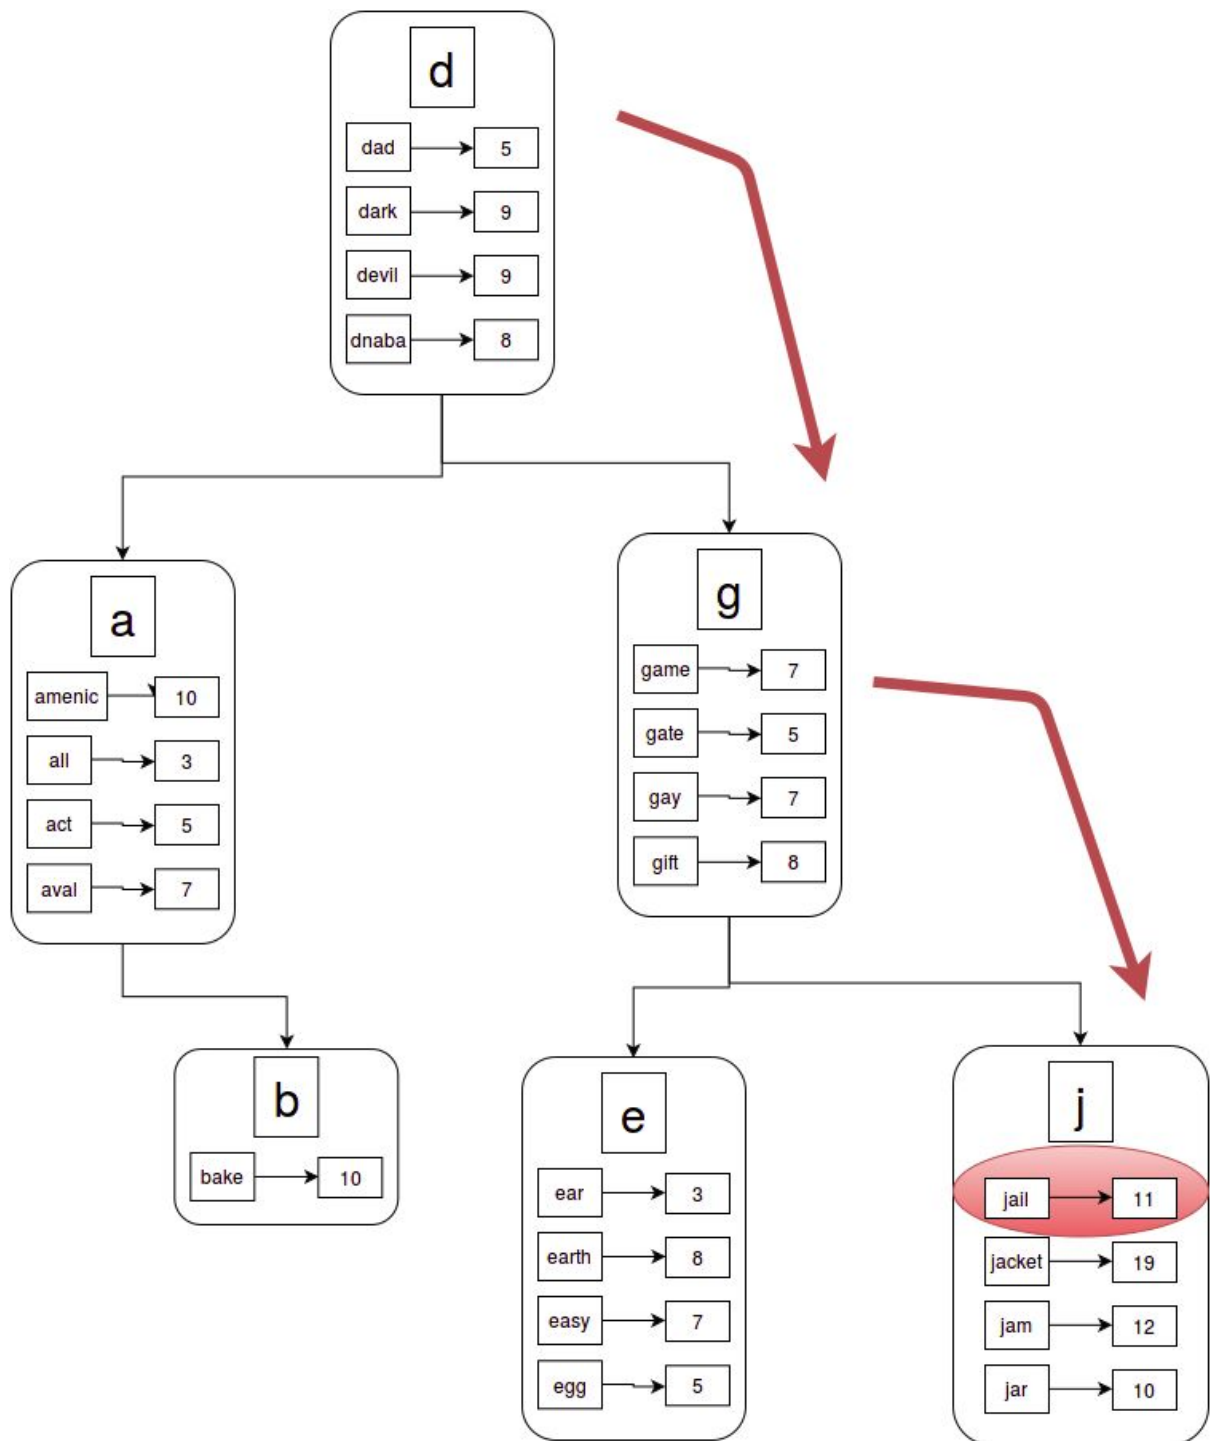 d
dad 5
dark 9
devil 9
dnaba 8
a
amenic 10
all 3
act 5
aval 7
g
game 7
gate 5
gay 7
gift 8
b
bake 10
e
ear 3
earth 8
easy 7
egg 5
j
jail 11
jacket 19
jam 12
jar 10